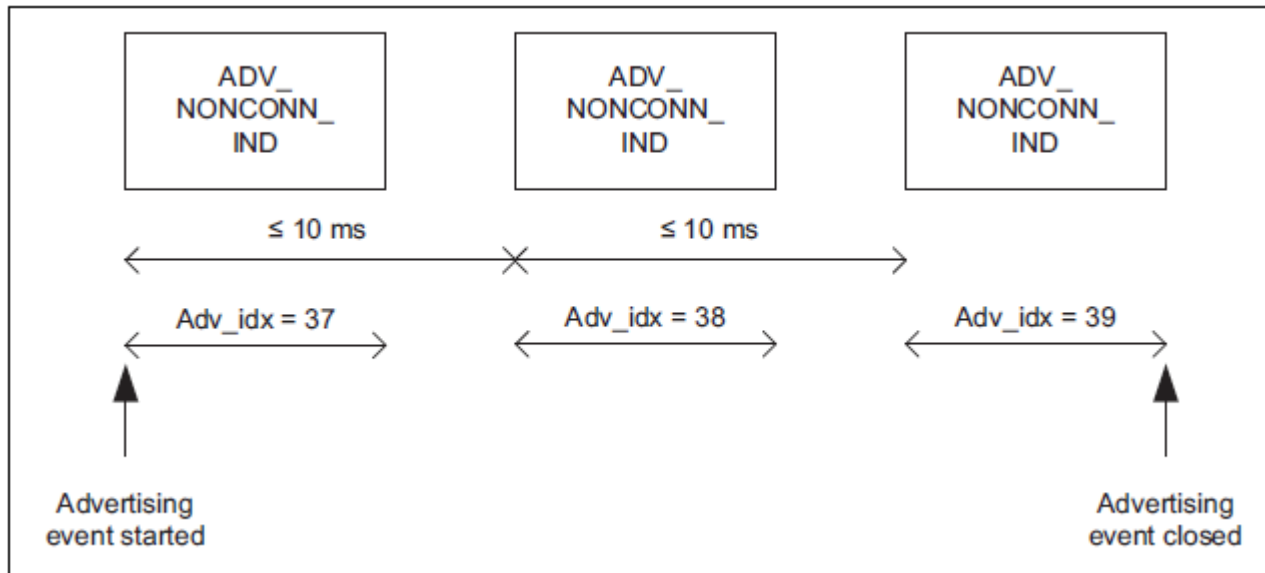 ADV_
NONCONN_
IND
ADV_
NONCONN_
IND
ADV_
NONCONN_
IND
≤ 10 ms
≤ 10 ms
Adv_idx = 37
Adv_idx = 38
Adv_idx = 39
Advertising
event started
Advertising
event closed